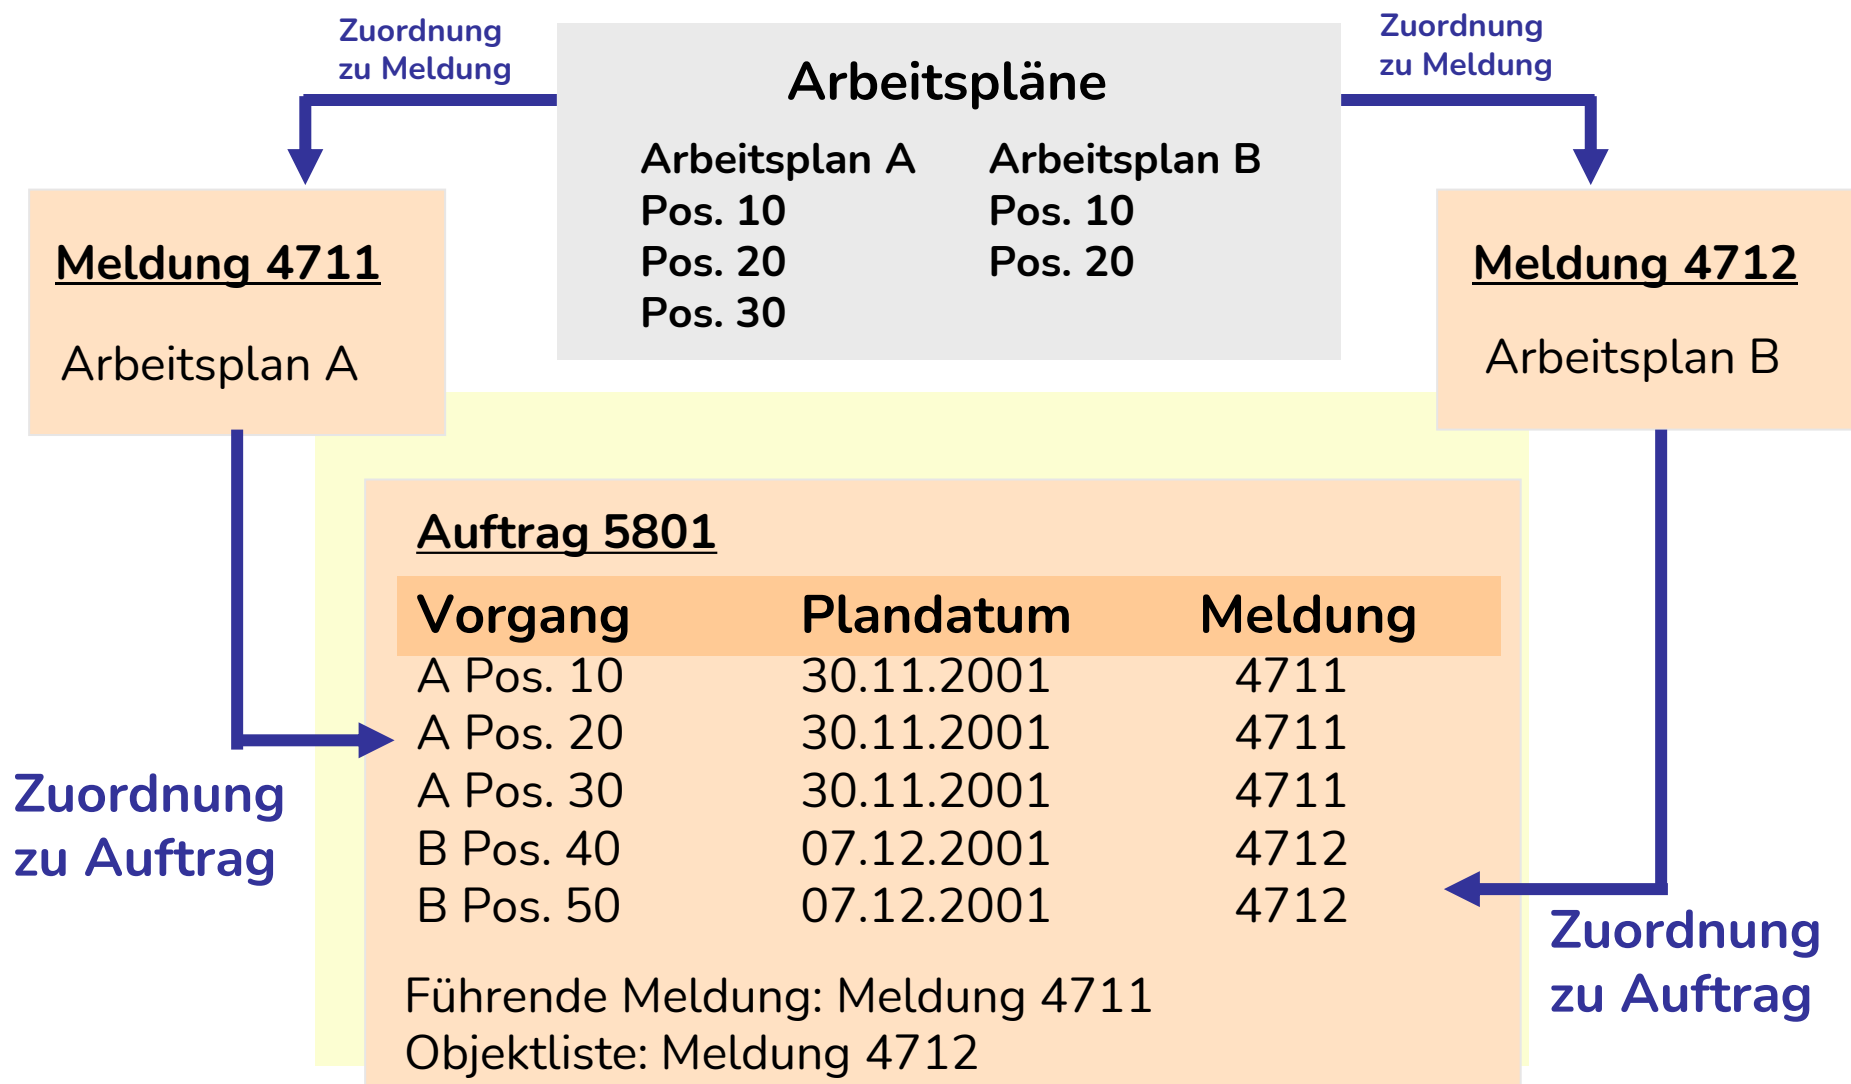 Zuordnung
zu Meldung
Zuordnung
zu Meldung
Arbeitspläne
Arbeitsplan A
Pos. 10
Pos. 20
Pos. 30
Arbeitsplan B
Pos. 10
Pos. 20
Meldung 4711
Arbeitsplan A
Meldung 4712
Arbeitsplan B
Auftrag 5801
Vorgang Plandatum Meldung
A Pos. 10 30.11.2001 4711
A Pos. 20 30.11.2001 4711
A Pos. 30 30.11.2001 4711
B Pos. 40 07.12.2001 4712
B Pos. 50 07.12.2001 4712
Führende Meldung: Meldung 4711
Objektliste: Meldung 4712
Zuordnung
zu Auftrag
Zuordnung
zu Auftrag